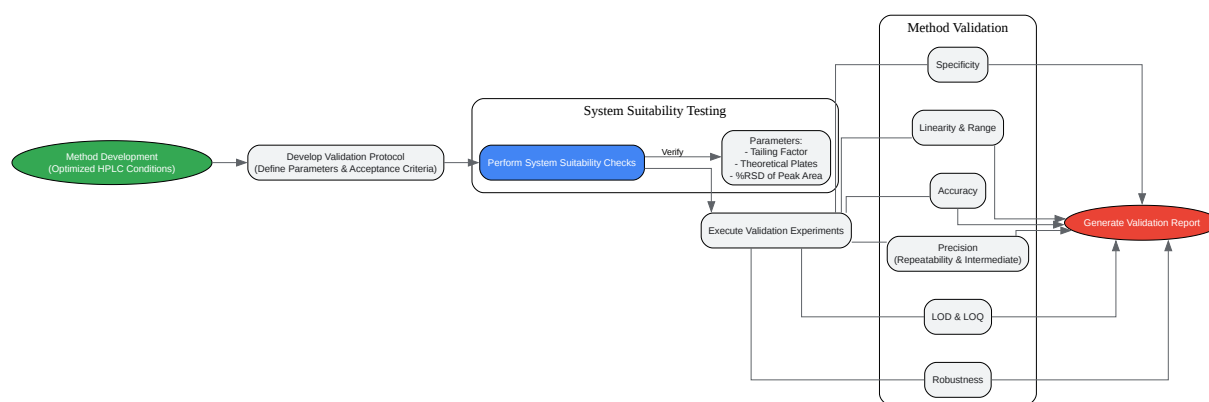 Method Development
(Optimized HPLC Conditions)
Develop Validation Protocol
(Define Parameters & Acceptance Criteria)
System Suitability Testing
Perform System Suitability Checks
Verify
Parameters:
- Tailing Factor
- Theoretical Plates
- %RSD of Peak Area
Execute Validation Experiments
Method Validation
Specificity
Linearity & Range
Accuracy
Precision
(Repeatability & Intermediate)
LOD & LOQ
Robustness
Generate Validation Report